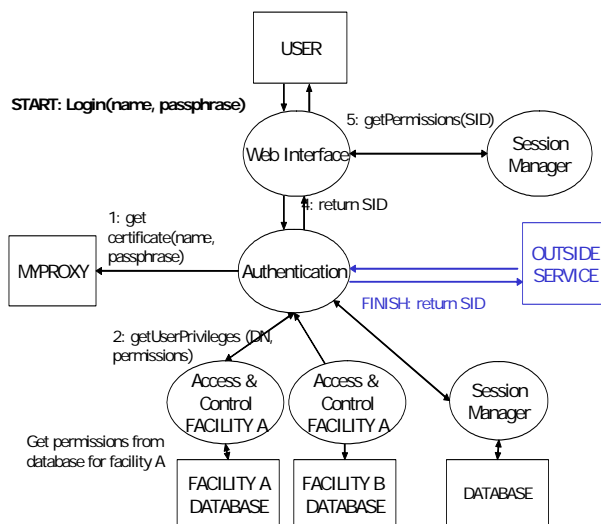 USER
START: Login(name, passphrase)
5: getPermissions(SID)
Web Interface
Session
Manager
4: return SID
1: get
certificate(name,
passphrase)
MYPROXY
Authentication
OUTSIDE
SERVICE
FINISH: return SID
2: getUserPrivileges (DN,
permissions)
Access &
Control
FACILITY A
Access &
Control
FACILITY A
Session
Manager
Get permissions from
database for facility A
FACILITY A
DATABASE
FACILITY B
DATABASE
DATABASE